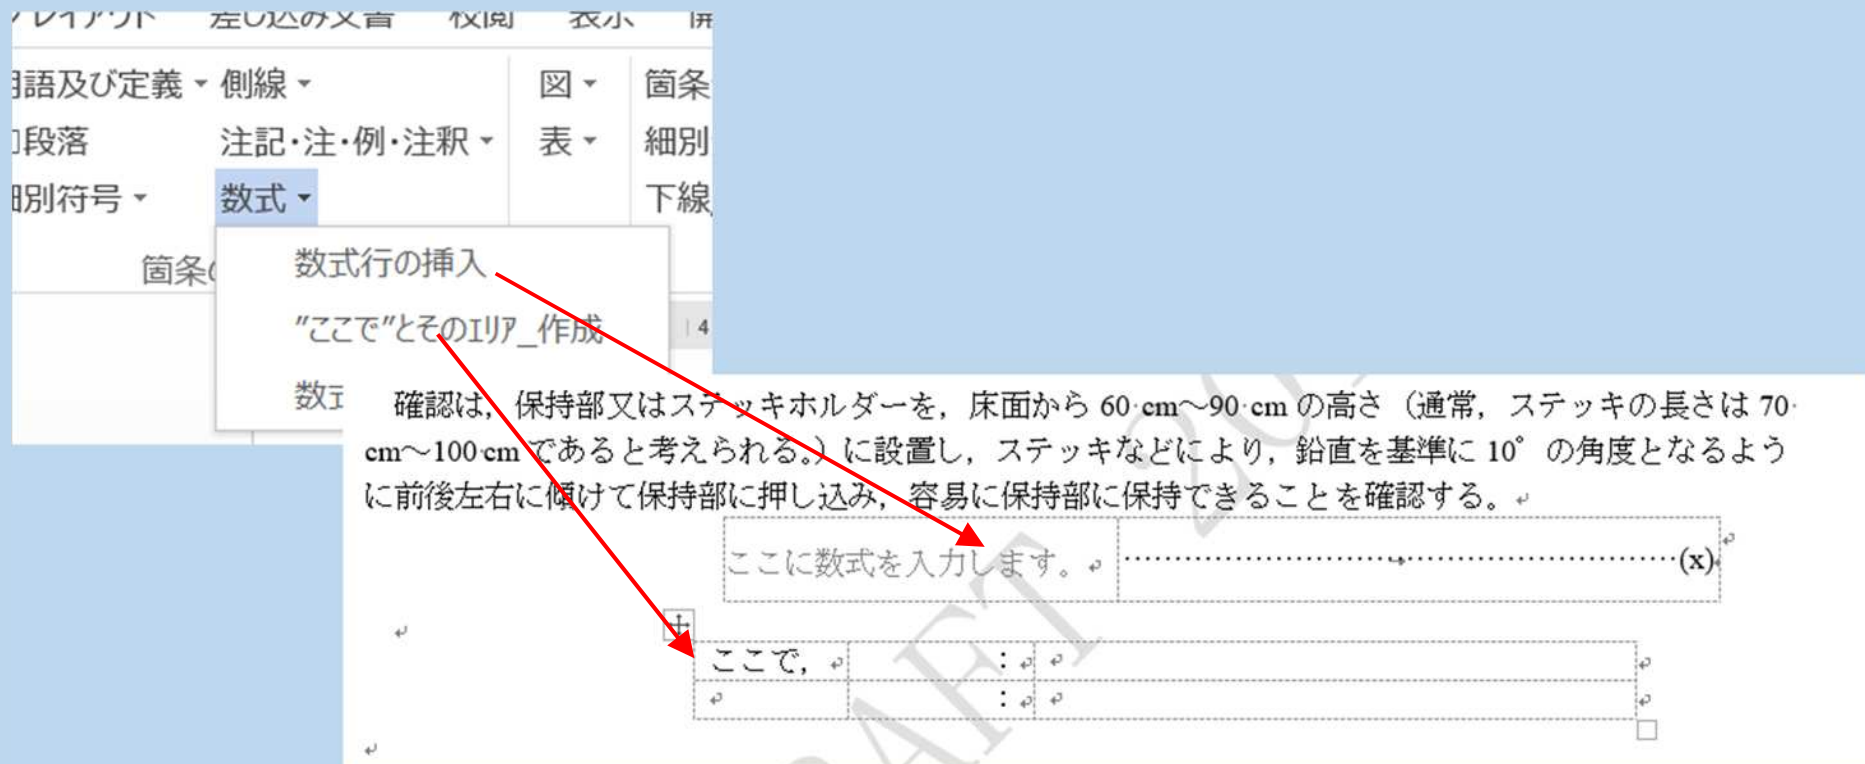 レイアウト 差し込み文書 校閲 表示
語及び定義 側線 図 箇条
段落 注記・注・例・注釈 表 細別
別符号 数式 下線
箇条の
数式行の挿入
”ここで”とそのエリア_作成
4
数式
確認は，保持部又はステッキホルダーを，床面から 60 cm～90 cm の高さ（通常，ステッキの長さは 70
cm～100 cm であると考えられる。）に設置し，ステッキなどにより，鉛直を基準に 10°の角度となるよう
に前後左右に傾けて保持部に押し込み，容易に保持部に保持できることを確認する。
ここに数式を入力します。 ····································(x)
ここで， ：
：